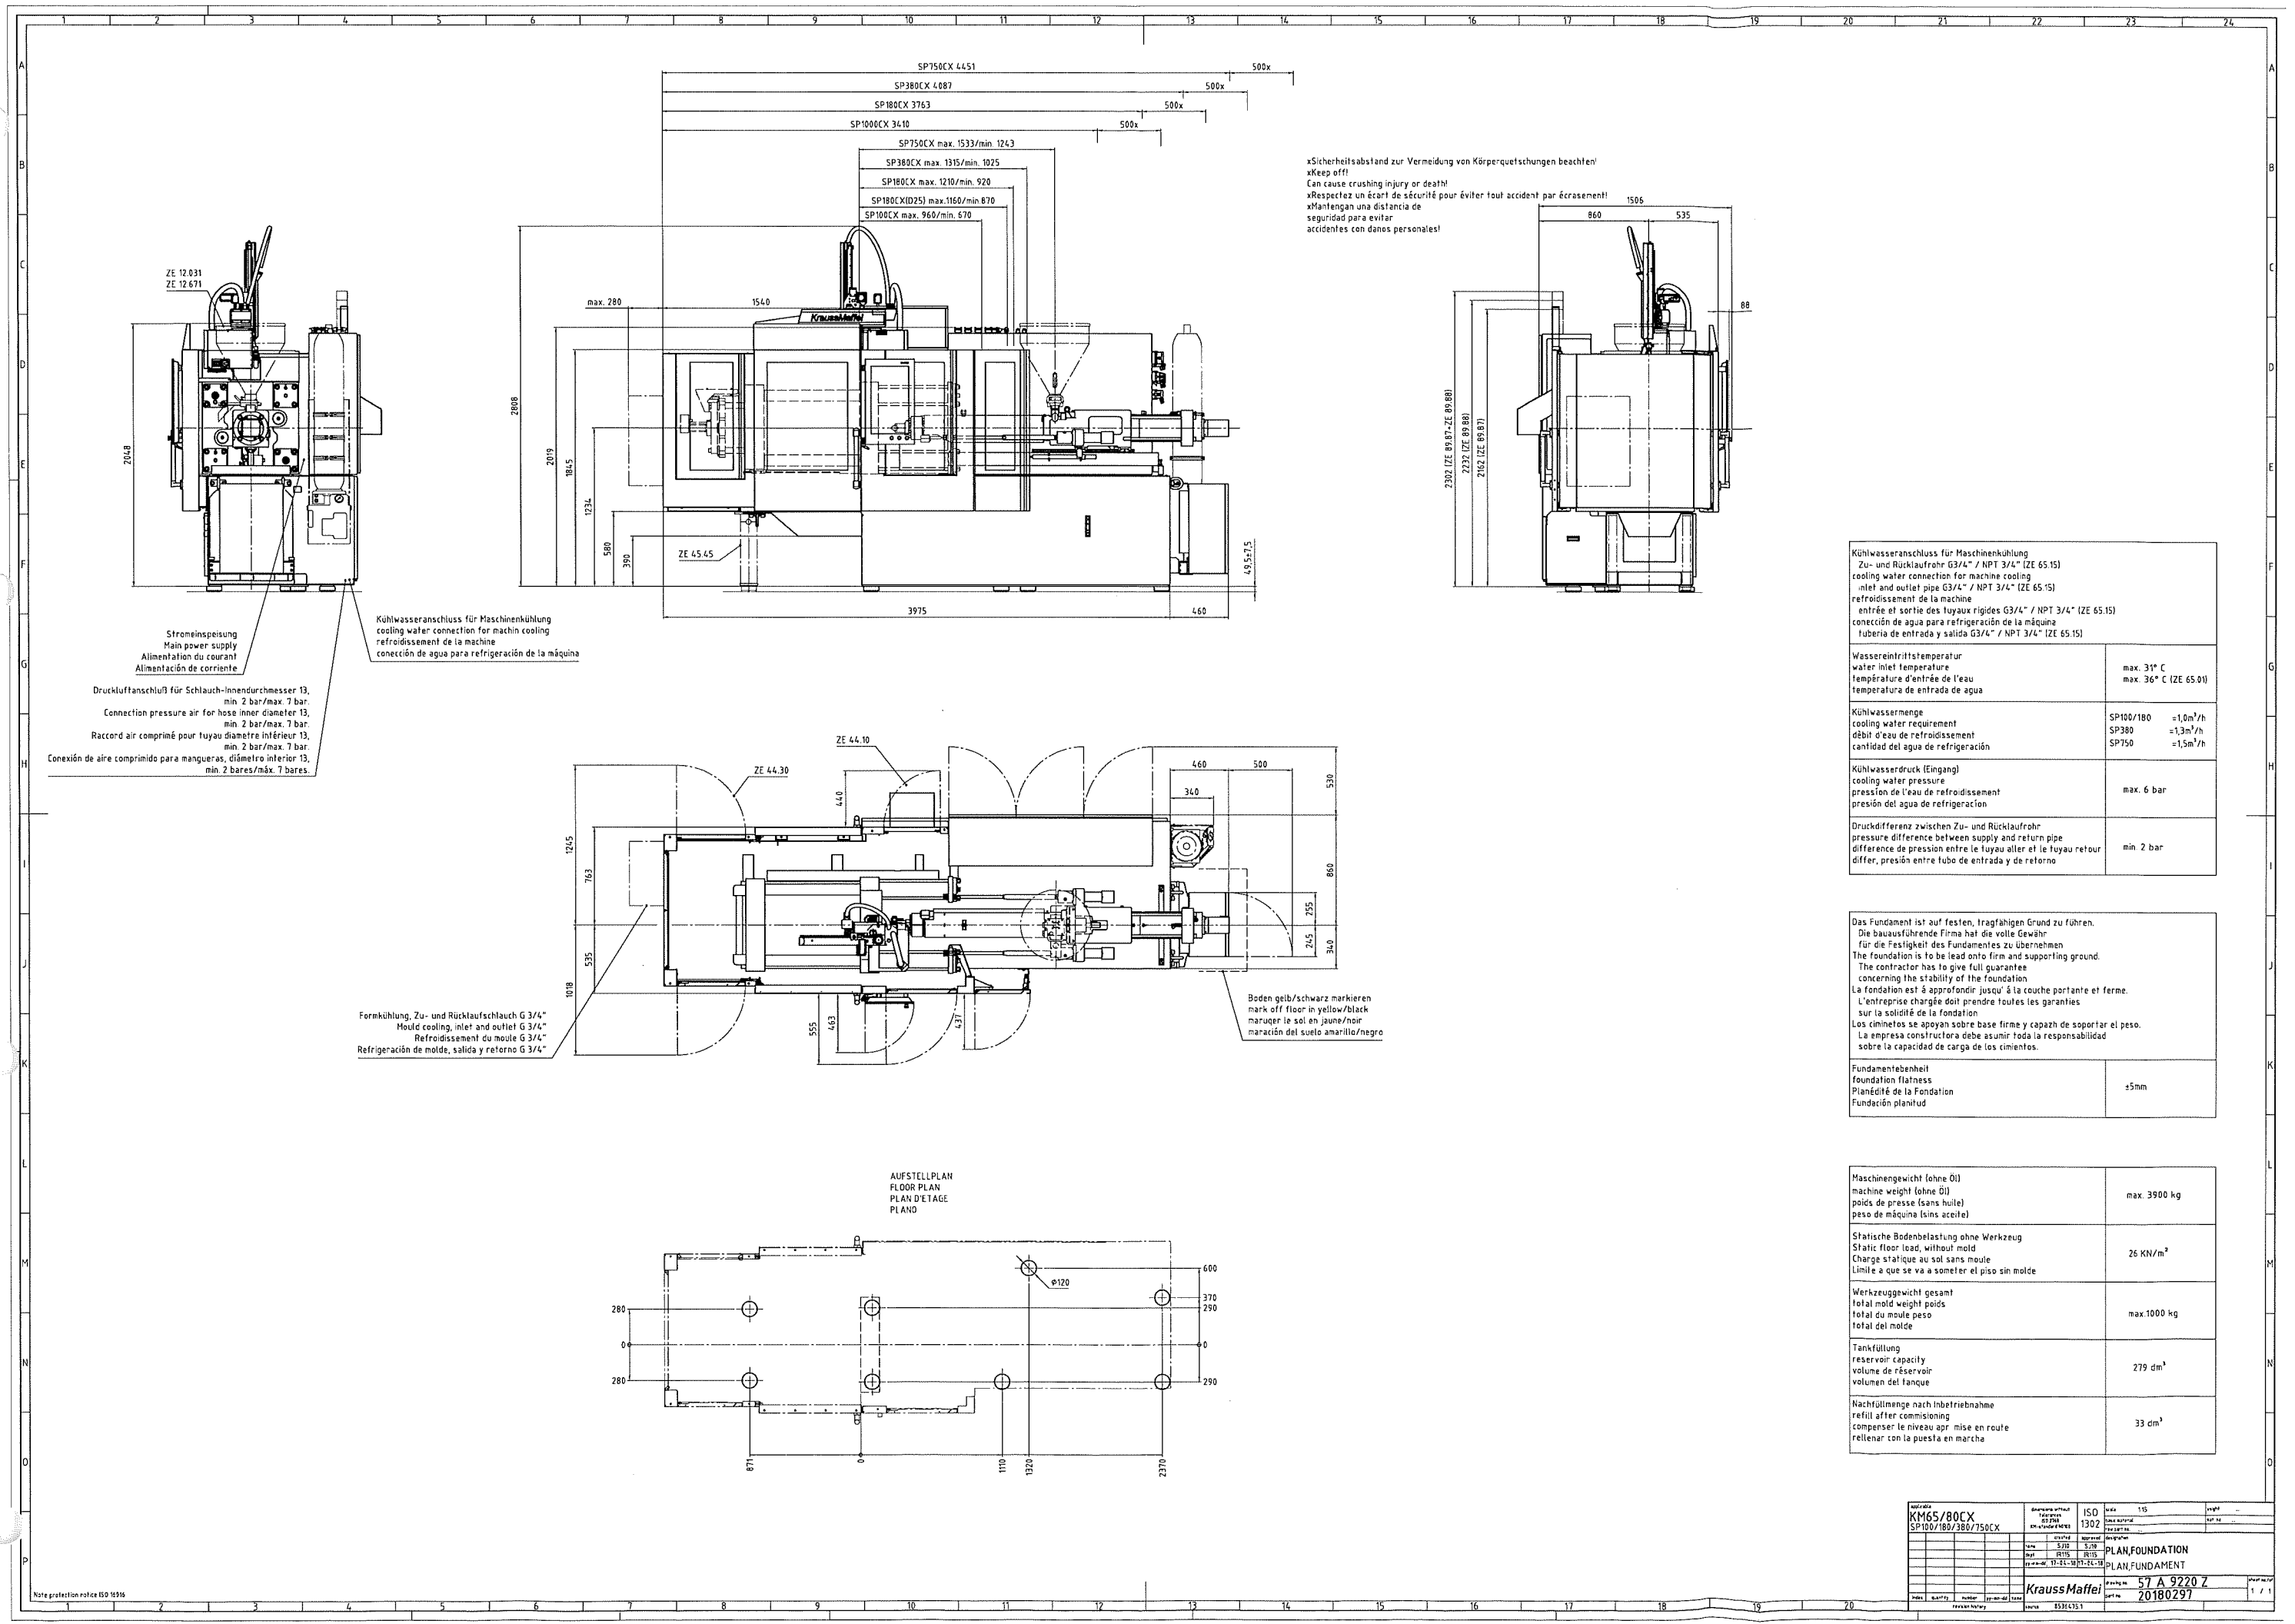 SP750CX 4451
500x
SP380CX 4087
500x
SP180CX 3763
500x
SP1000CX 3410
500x
SP750CX max. 1533/min. 1243
SP380CX max. 1315/min. 1025
SP180CX max. 1210/min. 920
SP180CX(D25) max.1160/min.870
SP100CX max. 960/min. 670
xSicherheitsabstand zur Vermeidung von Körperquetschungen beachten!
xKeep off!
Can cause crushing injury or death!
xRespectez un écart de sécurité pour éviter tout accident par écrasement!
xMantengan una distancia de
seguridad para evitar
accidentes con danos personales!
1506
860
535
88
2302 (ZE 89.87+ZE 89.88)
2232 (ZE 89.88)
2162 (ZE 89.87)
ZE 12.031
ZE 12.671
2048
max. 280
1540
KraussMaffei
2808
2019
1845
1234
580
390
ZE 45.45
49,5±7,5
3975
460
Stromeinspeisung
Main power supply
Alimentation du courant
Alimentación de corriente
Kühlwasseranschluss für Maschinenkühlung
cooling water connection for machin cooling
refroidissement de la machine
conección de agua para refrigeración de la máquina
Druckluftanschluß für Schlauch-Innendurchmesser 13,
min. 2 bar/max. 7 bar.
Connection pressure air for hose inner diameter 13,
min. 2 bar/max. 7 bar.
Raccord air comprimé pour tuyau diametre intérieur 13,
min. 2 bar/max. 7 bar.
Conexión de aire comprimido para mangueras, diámetro interior 13,
min. 2 bares/máx. 7 bares.
ZE 44.10
ZE 44.30
440
460
500
340
530
1245
763
860
255
245
340
535
1018
555
463
437
Formkühlung, Zu- und Rücklaufschlauch G 3/4"
Mould cooling, inlet and outlet G 3/4"
Refroidissement du moule G 3/4"
Refrigeración de molde, salida y retorno G 3/4"
Boden gelb/schwarz markieren
mark off floor in yellow/black
maruqer le sol en jaune/noir
maración del suelo amarillo/negro
AUFSTELLPLAN
FLOOR PLAN
PLAN D'ETAGE
PLANO
ø120
600
370
290
0
290
280
0
280
871
0
1110
1320
2370
Kühlwasseranschluss für Maschinenkühlung
Zu- und Rücklaufrohr G3/4" / NPT 3/4" (ZE 65.15)
cooling water connection for machine cooling
inlet and outlet pipe G3/4" / NPT 3/4" (ZE 65.15)
refroidissement de la machine
entrée et sortie des tuyaux rigides G3/4" / NPT 3/4" (ZE 65.15)
conección de agua para refrigeración de la máquina
tuberia de entrada y salida G3/4" / NPT 3/4" (ZE 65.15)
Wassereintrittstemperatur
water inlet temperature
température d'entrée de l'eau
temperatura de entrada de agua
max. 31° C
max. 36° C (ZE 65.01)
Kühlwassermenge
cooling water requirement
dèbit d'eau de refroidissement
cantidad del agua de refrigeración
SP100/180 =1,0m³/h
SP380 =1,3m³/h
SP750 =1,5m³/h
Kühlwasserdruck (Eingang)
cooling water pressure
pression de l'eau de refroidissement
presión del agua de refrigeracíon
max. 6 bar
Druckdifferenz zwischen Zu- und Rücklaufrohr
pressure difference between supply and return pipe
difference de pression entre le tuyau aller et le tuyau retour
differ, presión entre tubo de entrada y de retorno
min. 2 bar
Das Fundament ist auf festen, tragfähigen Grund zu führen.
Die bauausführende Firma hat die volle Gewähr
für die Festigkeit des Fundamentes zu übernehmen
The foundation is to be lead onto firm and supporting ground.
The contractor has to give full guarantee
concerning the stability of the foundation
La fondation est á approfondir jusqu' á la couche portante et ferme.
L'entreprise chargée doit prendre toutes les garanties
sur la solidité de la fondation
Los ciminetos se apoyan sobre base firme y capazh de soportar el peso.
La empresa constructora debe asumir toda la responsabilidad
sobre la capacidad de carga de los cimientos.
Fundamentebenheit
foundation flatness
Planédité de la Fondation
Fundación planitud
±5mm
Maschinengewicht (ohne Öl)
machine weight (ohne Öl)
poids de presse (sans huile)
peso de máquina (sins aceite)
max. 3900 kg
Statische Bodenbelastung ohne Werkzeug
Static floor load, without mold
Charge statique au sol sans moule
Limite a que se va a someter el piso sin molde
26 KN/m²
Werkzeuggewicht gesamt
total mold weight poids
total du moule peso
total del molde
max.1000 kg
Tankfüllung
reservoir capacity
volume de réservoir
volumen del tanque
279 dm³
Nachfüllmenge nach Inbetriebnahme
refill after commisioning
compenser le niveau apr mise en route
rellenar con la puesta en marcha
33 dm³
KM65/80CX
SP100/180/380/750CX
ISO
1302
PLAN,FOUNDATION
PLAN,FUNDAMENT
KraussMaffei
57 A 9220 Z
20180297
1 / 1
Note protection notice ISO 16016